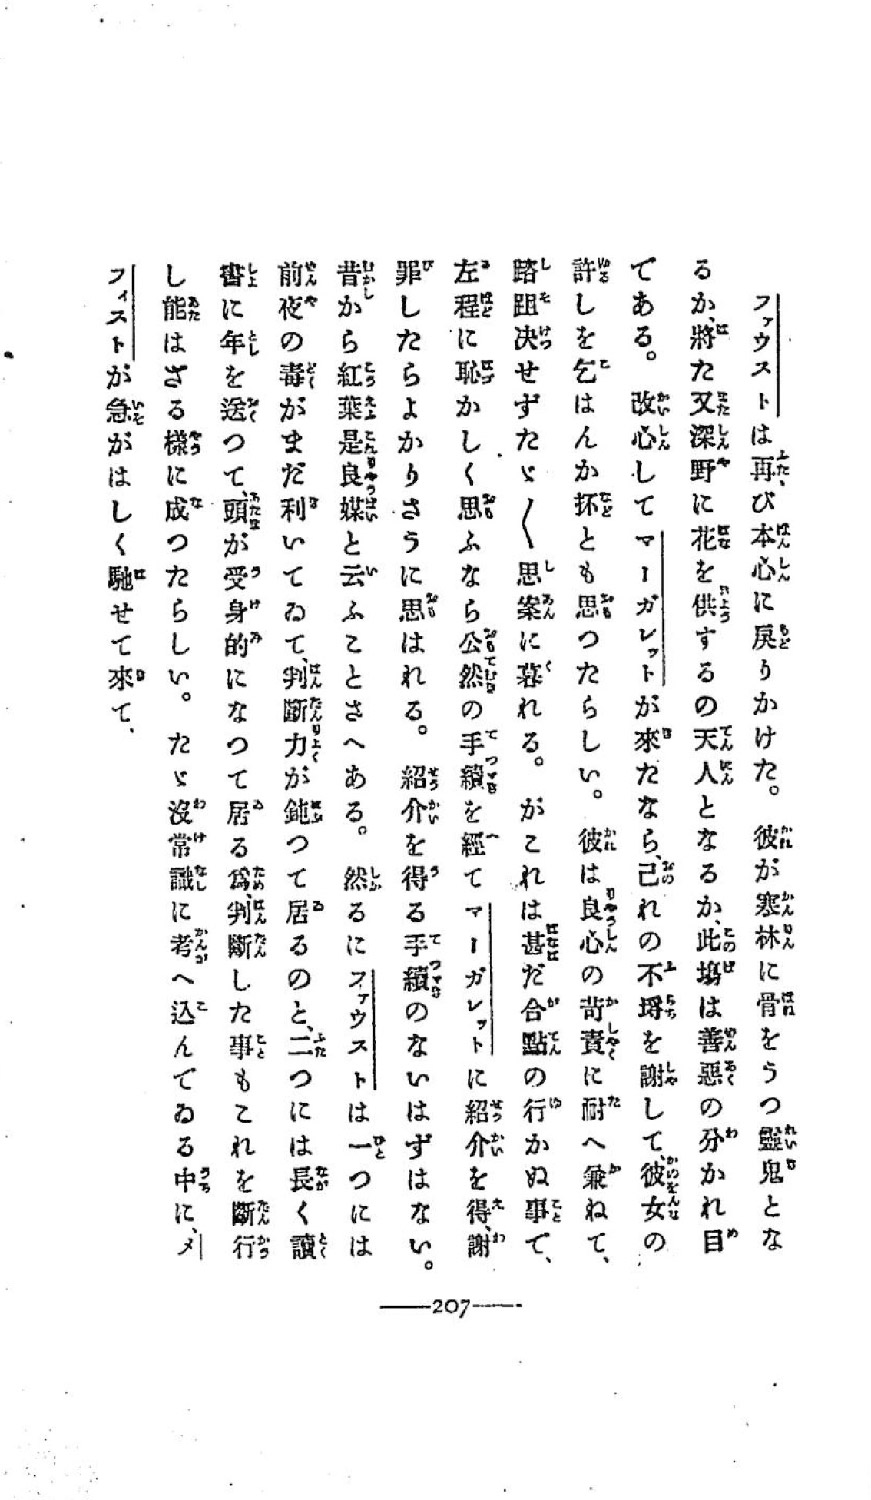 ファウストは再び本心に戻りかけた。彼が寒林に骨をうつ靈鬼とな
るか、將た又深野に花を供するの天人となるか、此塲は善惡の分かれ目
である。改心してマーガレットが來たなら、己れの不埒を謝して、彼女の
許しを乞はんか抔とも思つたらしい。彼は良心の苛責に耐へ兼ねて、
路跙决せずたゞ〱思案に暮れる。がこれは甚だ合點の行かぬ事で、
左程に恥かしく思ふなら公然の手續を經てマーガレットに紹介を得、謝
罪したらよかりさうに思はれる。紹介を得る手續のないはずはない。
昔から紅葉是良媒と云ふことさへある。然るにファウストは一つには
前夜の毒がまだ利いてゐて、判斷力が鈍つて居るのと、二つには長く讀
書に年を送つて、頭が受身的になつて居る爲、判斷した事もこれを斷行
し能はざる樣に成つたらしい。たゞ沒常識に考へ込んでゐる中に、メ
フィストが急がはしく馳せて來て、
207